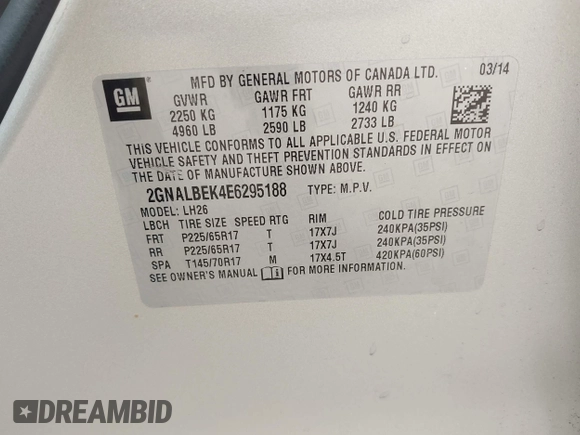 GM
MFD BY GENERAL MOTORS OF CANADA LTD. 03/14
GVWR GAWR FRT GAWR RR
2250 KG 1175 KG 1240 KG
4960 LB 2590 LB 2733 LB
THIS VEHICLE CONFORMS TO ALL APPLICABLE U.S. FEDERAL MOTOR
VEHICLE SAFETY AND THEFT PREVENTION STANDARDS IN EFFECT ON
THE DATE OF MANUFACTURE SHOWN ABOVE.
2GNALBEK4E6295188 TYPE: M.P.V.
MODEL: LH26
LBCH TIRE SIZE SPEED RTG RIM COLD TIRE PRESSURE
FRT P225/65R17 T 17X7J 240KPA(35PSI)
RR P225/65R17 T 17X7J 240KPA(35PSI)
SPA T145/70R17 M 17X4.5T 420KPA(60PSI)
SEE OWNER'S MANUAL FOR MORE INFORMATION
DREAMBID